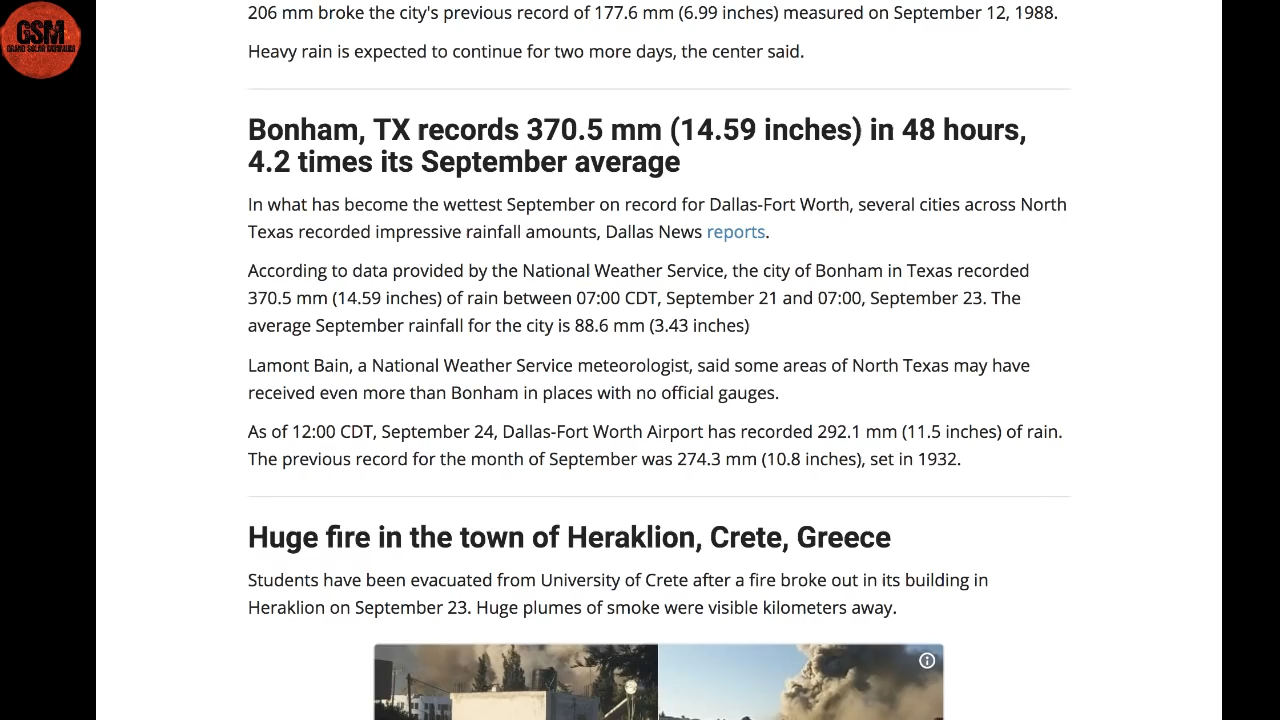 GSM
GRAND SOLAR MINIMUM
206 mm broke the city's previous record of 177.6 mm (6.99 inches) measured on September 12, 1988.
Heavy rain is expected to continue for two more days, the center said.
Bonham, TX records 370.5 mm (14.59 inches) in 48 hours,
4.2 times its September average
In what has become the wettest September on record for Dallas-Fort Worth, several cities across North
Texas recorded impressive rainfall amounts, Dallas News reports.
According to data provided by the National Weather Service, the city of Bonham in Texas recorded
370.5 mm (14.59 inches) of rain between 07:00 CDT, September 21 and 07:00, September 23. The
average September rainfall for the city is 88.6 mm (3.43 inches)
Lamont Bain, a National Weather Service meteorologist, said some areas of North Texas may have
received even more than Bonham in places with no official gauges.
As of 12:00 CDT, September 24, Dallas-Fort Worth Airport has recorded 292.1 mm (11.5 inches) of rain.
The previous record for the month of September was 274.3 mm (10.8 inches), set in 1932.
Huge fire in the town of Heraklion, Crete, Greece
Students have been evacuated from University of Crete after a fire broke out in its building in
Heraklion on September 23. Huge plumes of smoke were visible kilometers away.